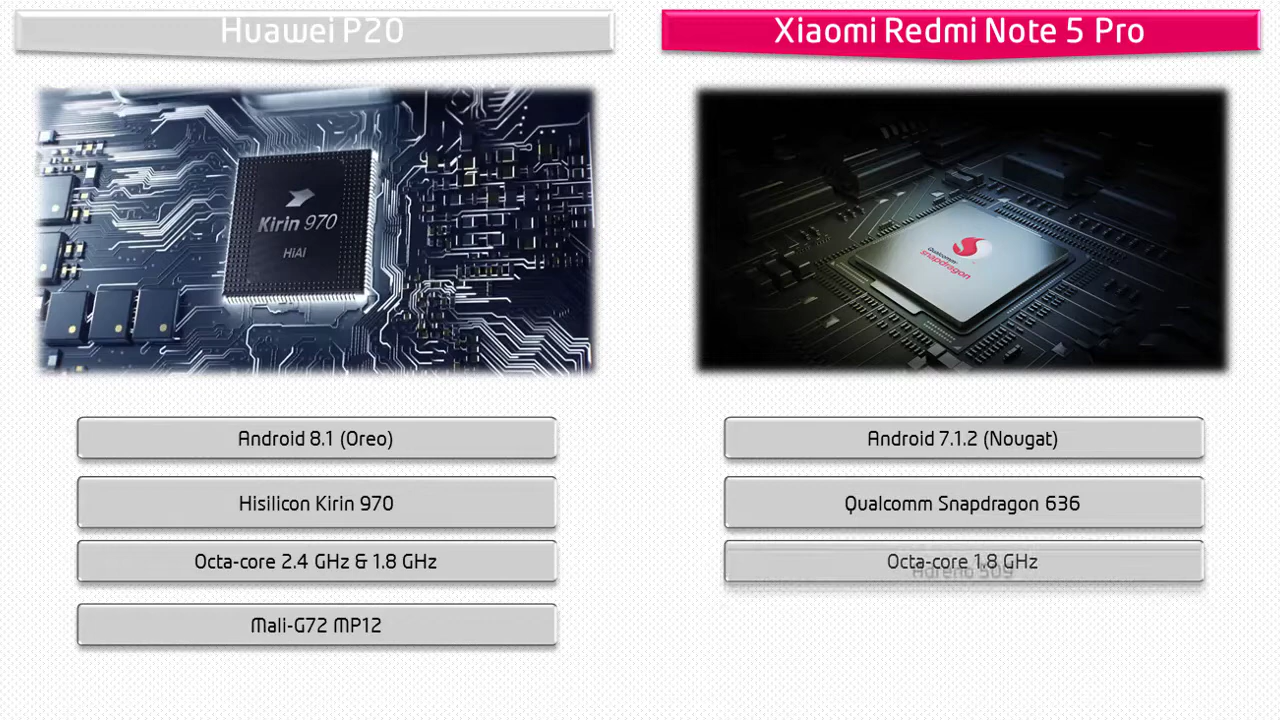 Huawei P20
Xiaomi Redmi Note 5 Pro
Kirin 970
HiAI
Qualcomm
snapdragon
Android 8.1 (Oreo)
Android 7.1.2 (Nougat)
Hisilicon Kirin 970
Qualcomm Snapdragon 636
Octa-core 2.4 GHz & 1.8 GHz
Octa-core 1.8 GHz
Adreno 509
Mali-G72 MP12